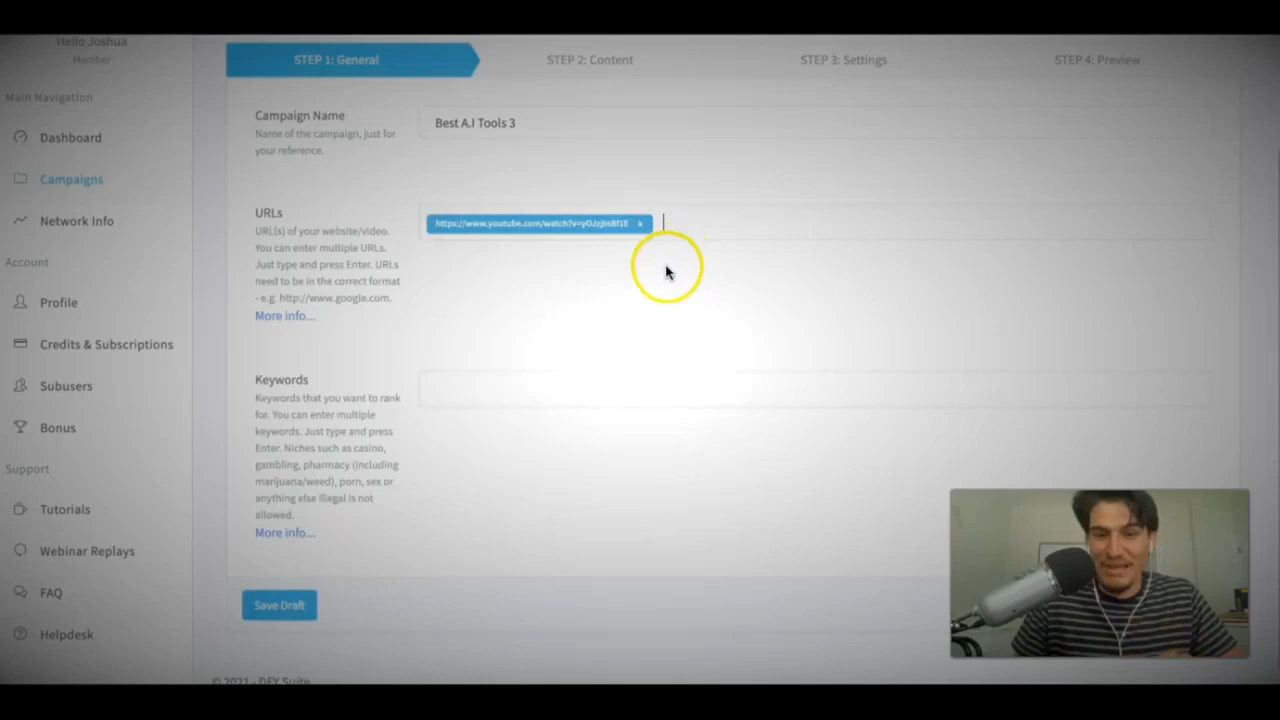 Hello Joshua
Member
Main Navigation
Dashboard
Campaigns
Network Info
Account
Profile
Credits & Subscriptions
Subusers
Bonus
Support
Tutorials
Webinar Replays
FAQ
Helpdesk
STEP 1: General
STEP 2: Content
STEP 3: Settings
STEP 4: Preview
Campaign Name
Name of the campaign, just for
your reference.
Best A.I Tools 3
URLs
URL(s) of your website/video.
You can enter multiple URLs.
Just type and press Enter. URLs
need to be in the correct format
- e.g. http://www.google.com.
More info...
x
Keywords
Keywords that you want to rank
for. You can enter multiple
keywords. Just type and press
Enter. Niches such as casino,
gambling, pharmacy (including
marijuana/weed), porn, sex or
anything else illegal is not
allowed.
More info...
Save Draft
© 2021 - DFY Suite